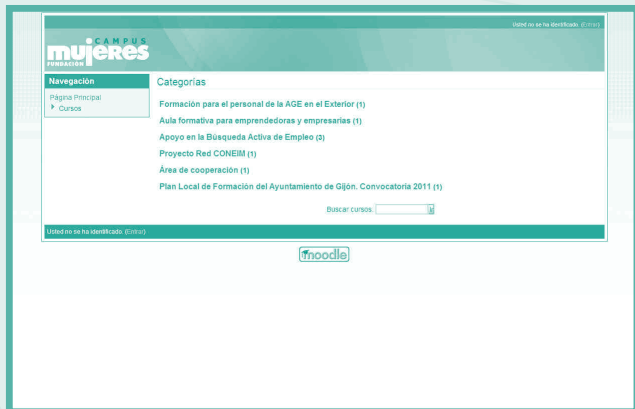 Usted no se ha identificado. (Entrar)
CAMPUS
mujeres
FUNDACIÓN
Navegación
Página Principal
Cursos
Categorías
Formación para el personal de la AGE en el Exterior (1)
Aula formativa para emprendedoras y empresarias (1)
Apoyo en la Búsqueda Activa de Empleo (3)
Proyecto Red CONEIM (1)
Área de cooperación (1)
Plan Local de Formación del Ayuntamiento de Gijón. Convocatoria 2011 (1)
Buscar cursos:
Usted no se ha identificado. (Entrar)
moodle